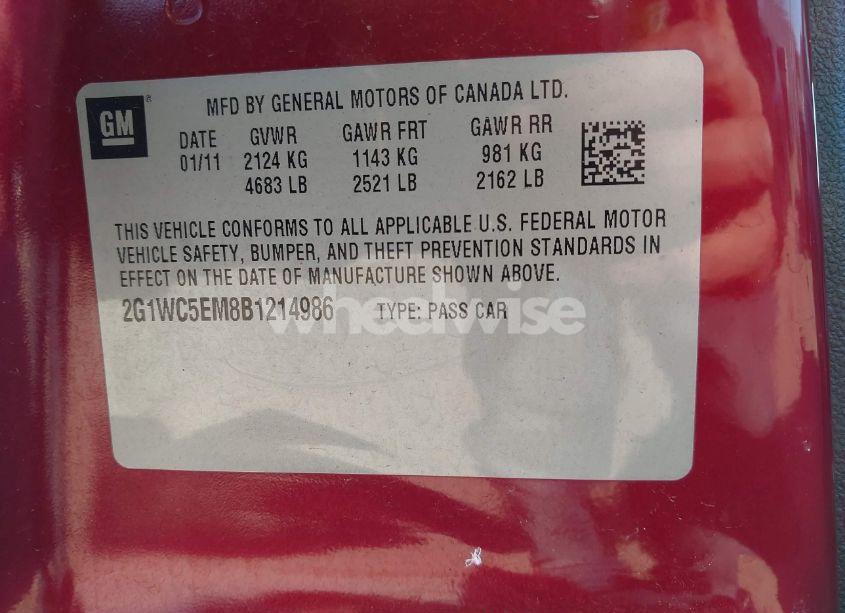 GM
MFD BY GENERAL MOTORS OF CANADA LTD.
DATE GVWR GAWR FRT GAWR RR
01/11 2124 KG 1143 KG 981 KG
4683 LB 2521 LB 2162 LB
THIS VEHICLE CONFORMS TO ALL APPLICABLE U.S. FEDERAL MOTOR
VEHICLE SAFETY, BUMPER, AND THEFT PREVENTION STANDARDS IN
EFFECT ON THE DATE OF MANUFACTURE SHOWN ABOVE.
2G1WC5EM8B1214986 TYPE: PASS CAR
wheelwise